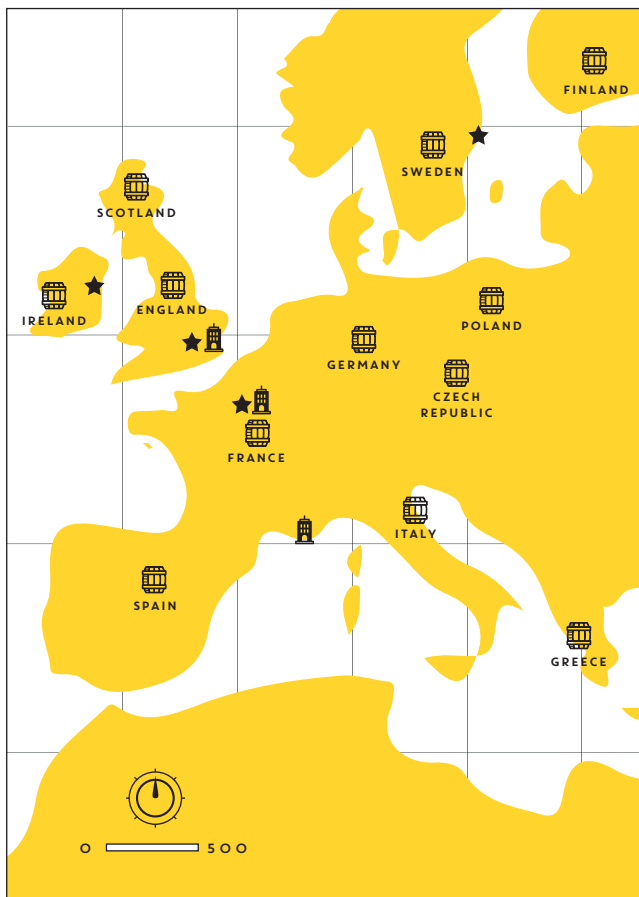 FINLAND
SWEDEN
SCOTLAND
ENGLAND
IRELAND
POLAND
GERMANY
CZECH
REPUBLIC
FRANCE
ITALY
SPAIN
GREECE
0 500